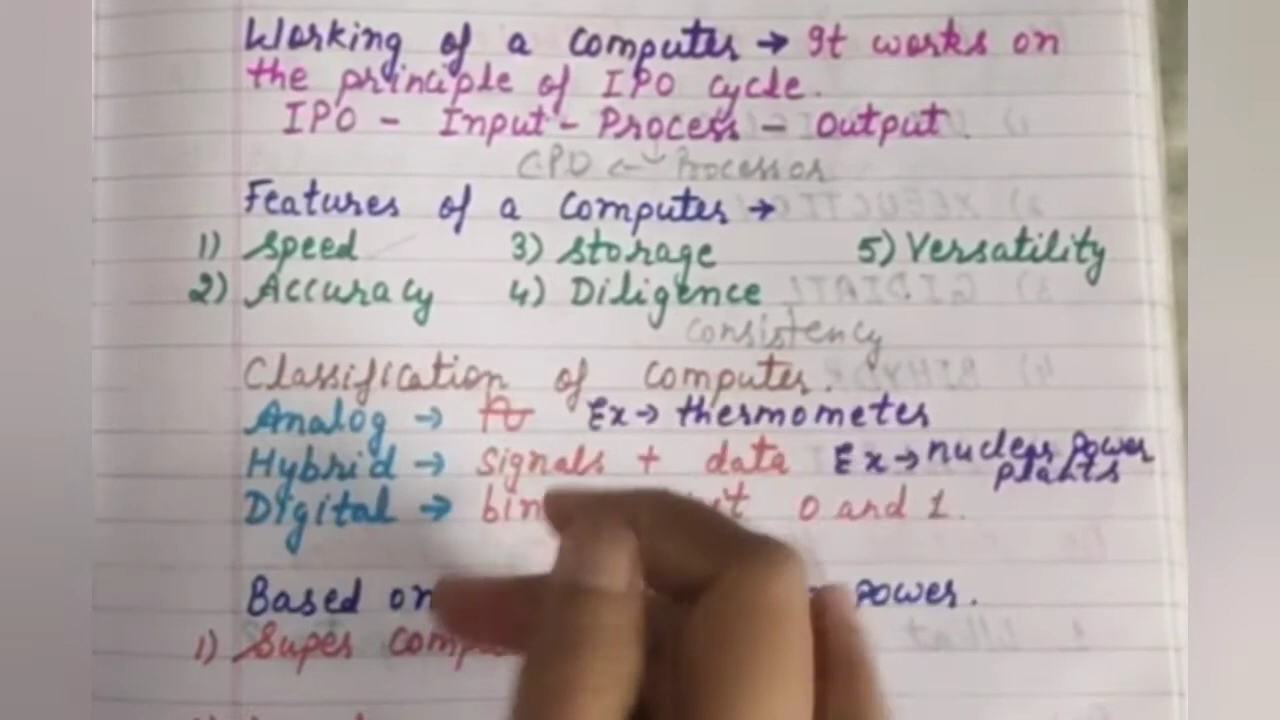 Working of a computer → It works on
the principle of IPO cycle.
IPO - Input - Process - Output.
CPU ← Processor
Features of a computer →
1) Speed 3) Storage 5) Versatility
2) Accuracy 4) Diligence
Consistency
Classification of computer.
Analog → Ex → thermometer
Hybrid → Signals + data Ex → nuclear power
plants
Digital → 0 and 1.
Based on power.
1) Super